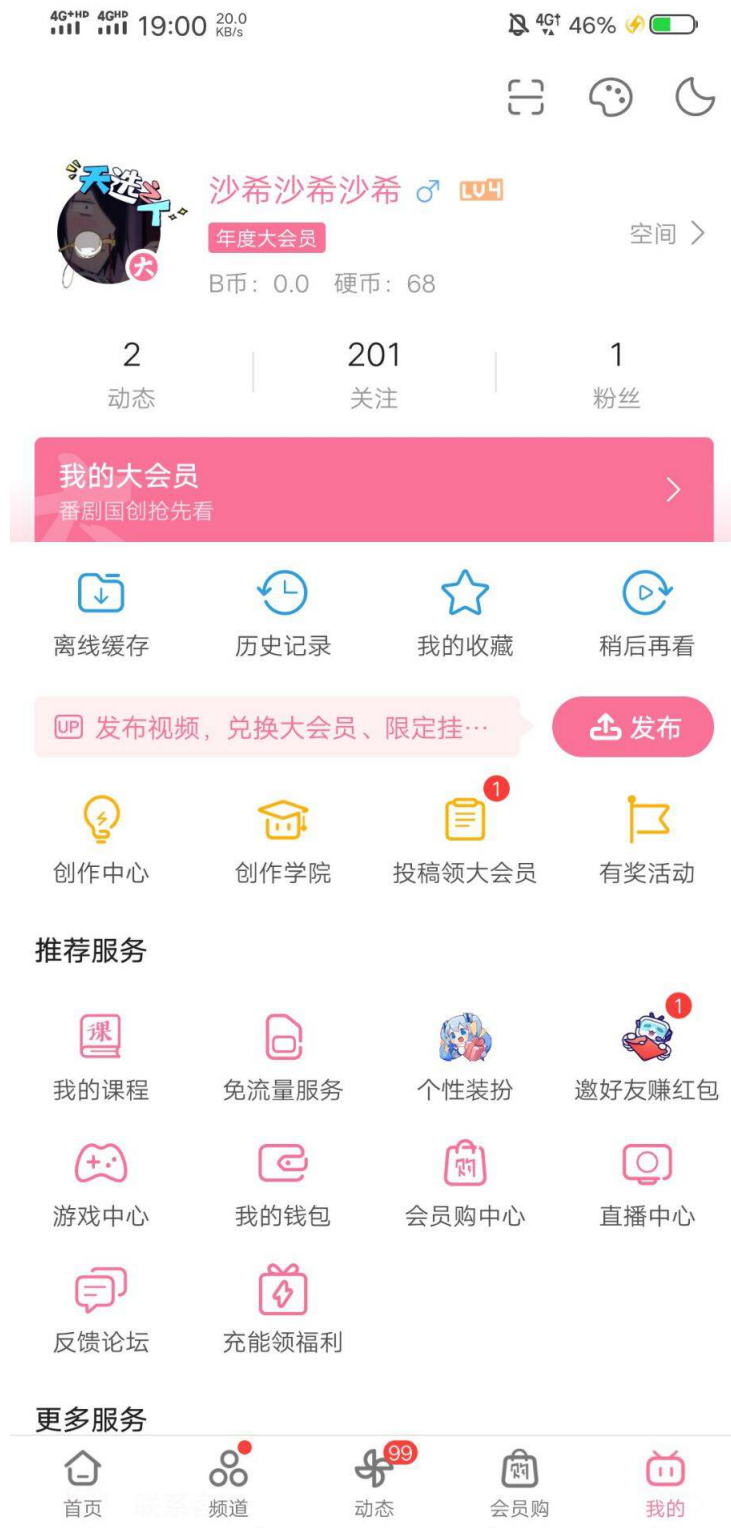 4G+HD 4GHD 19:00 20.0 KB/s 4G 46%
天选之子
沙希沙希沙希 LV4
年度大会员
空间
大
B币：0.0 硬币：68
2 201 1
动态 关注 粉丝
我的大会员
番剧国创抢先看
离线缓存 历史记录 我的收藏 稍后再看
UP 发布视频，兑换大会员、限定挂… 发布
1
创作中心 创作学院 投稿领大会员 有奖活动
推荐服务
1
课
我的课程 免流量服务 个性装扮 邀好友赚红包
购
游戏中心 我的钱包 会员购中心 直播中心
反馈论坛 充能领福利
更多服务
99
购
首页 频道 动态 会员购 我的